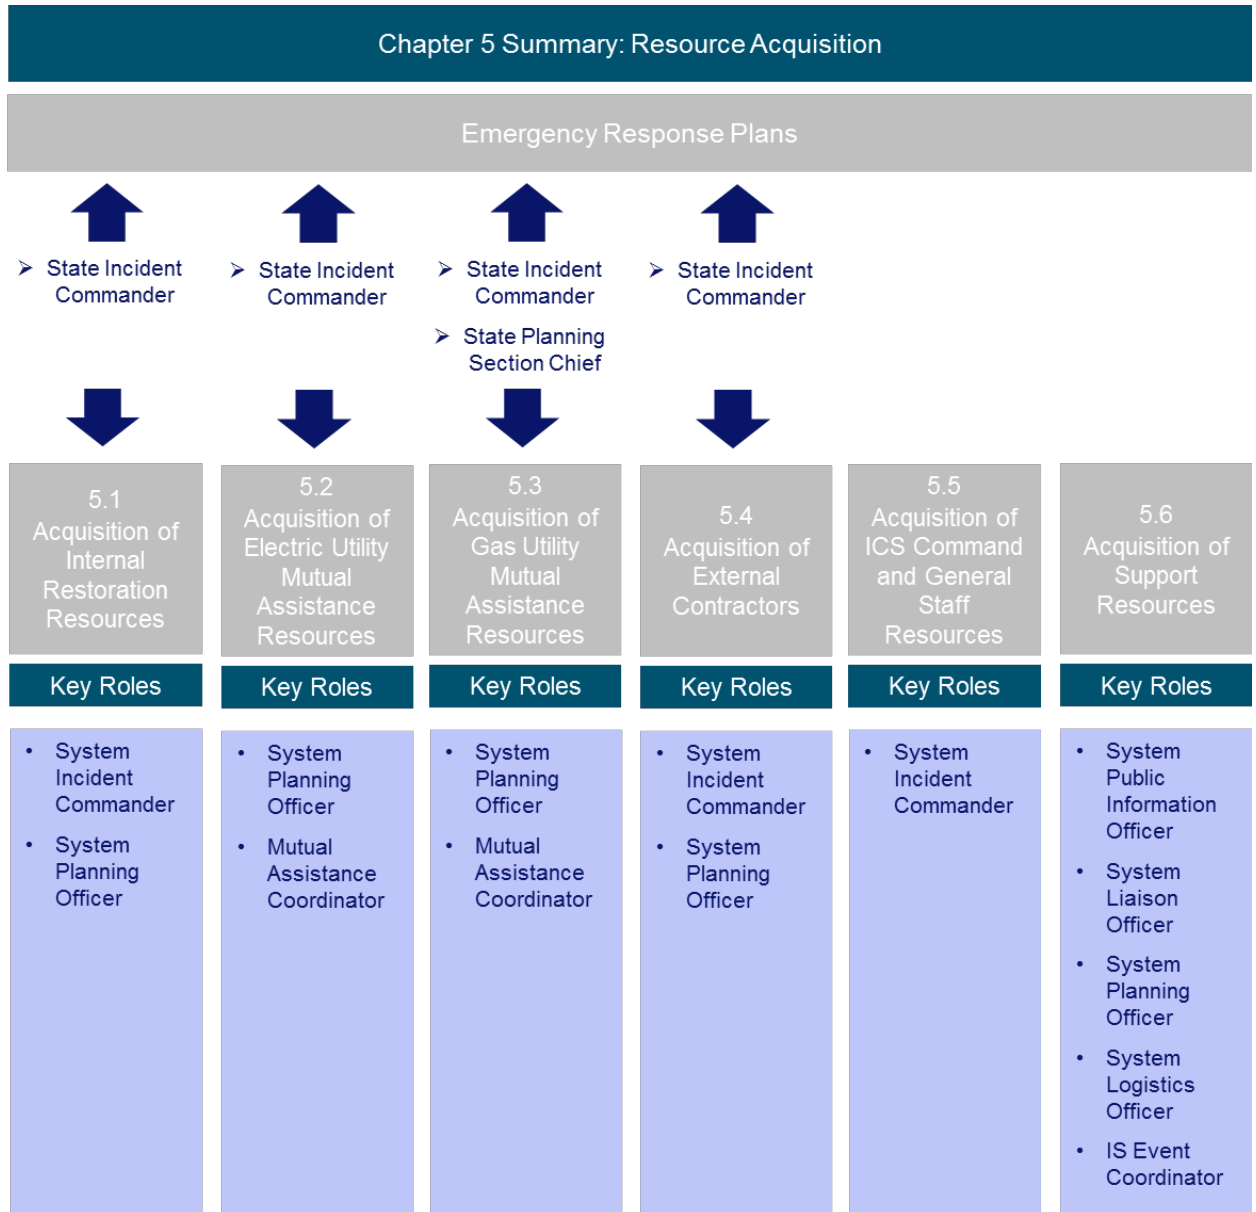 Chapter 5 Summary: Resource Acquisition
Emergency Response Plans
➢ State Incident
Commander
➢ State Incident
Commander
➢ State Incident
Commander
➢ State Planning
Section Chief
➢ State Incident
Commander
5.1
Acquisition of
Internal
Restoration
Resources
5.2
Acquisition of
Electric Utility
Mutual
Assistance
Resources
5.3
Acquisition of
Gas Utility
Mutual
Assistance
Resources
5.4
Acquisition of
External
Contractors
5.5
Acquisition of
ICS Command
and General
Staff
Resources
5.6
Acquisition of
Support
Resources
Key Roles
Key Roles
Key Roles
Key Roles
Key Roles
Key Roles
• System
Incident
Commander
• System
Planning
Officer
• System
Planning
Officer
• Mutual
Assistance
Coordinator
• System
Planning
Officer
• Mutual
Assistance
Coordinator
• System
Incident
Commander
• System
Planning
Officer
• System
Incident
Commander
• System
Public
Information
Officer
• System
Liaison
Officer
• System
Planning
Officer
• System
Logistics
Officer
• IS Event
Coordinator